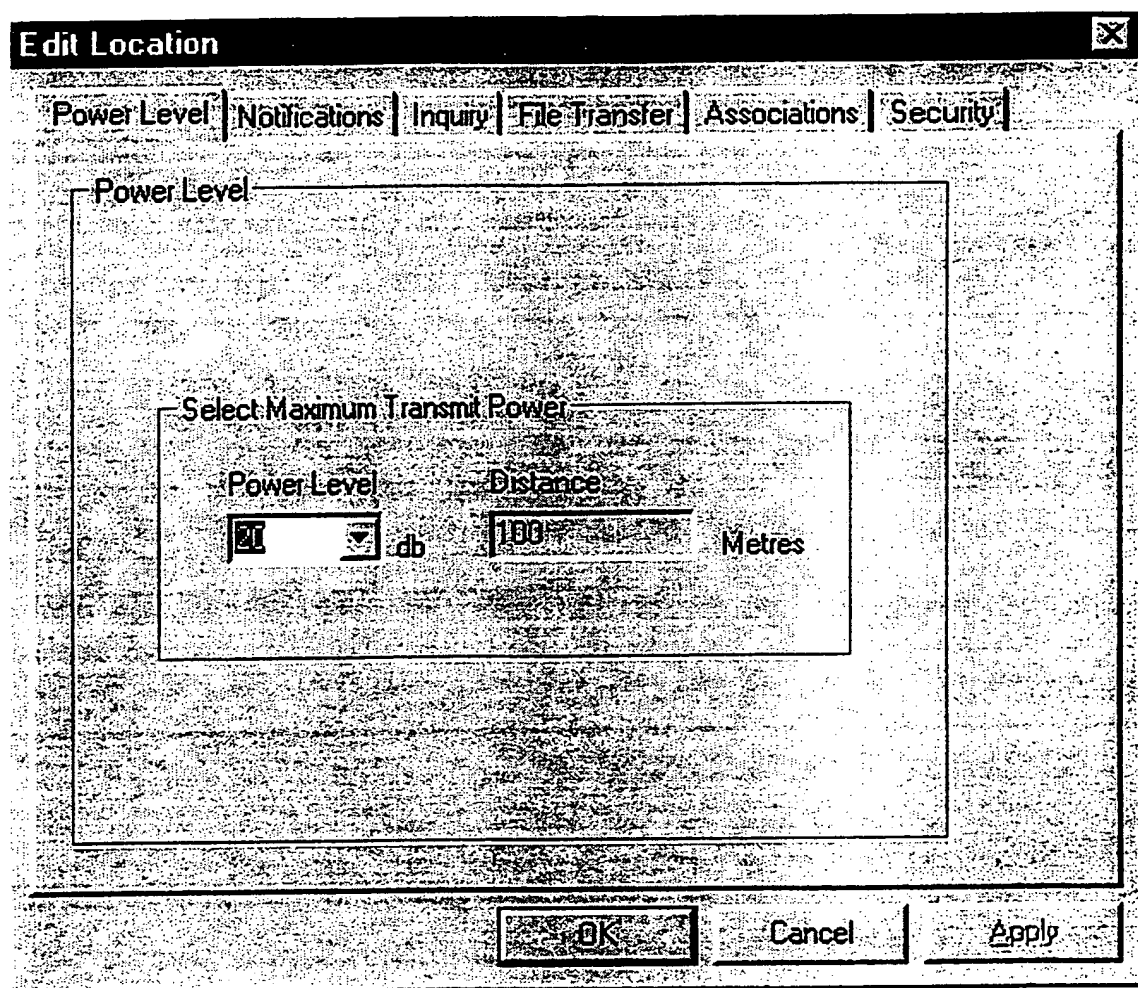 Edit Location
Power Level Notifications Inquiry File Transfer Associations Security
Power Level
Select Maximum Transmit Power
Power Level Distance
db 100 Metres
OK Cancel Apply